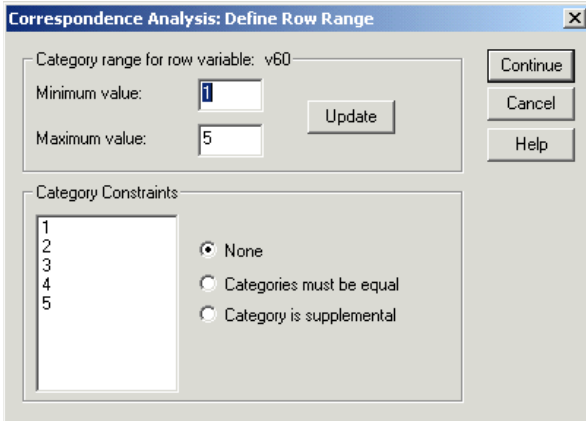 Correspondence Analysis: Define Row Range
Category range for row variable: v60
Minimum value: 1
Maximum value: 5
Update
Continue
Cancel
Help
Category Constraints
1
2
3
4
5
None
Categories must be equal
Category is supplemental